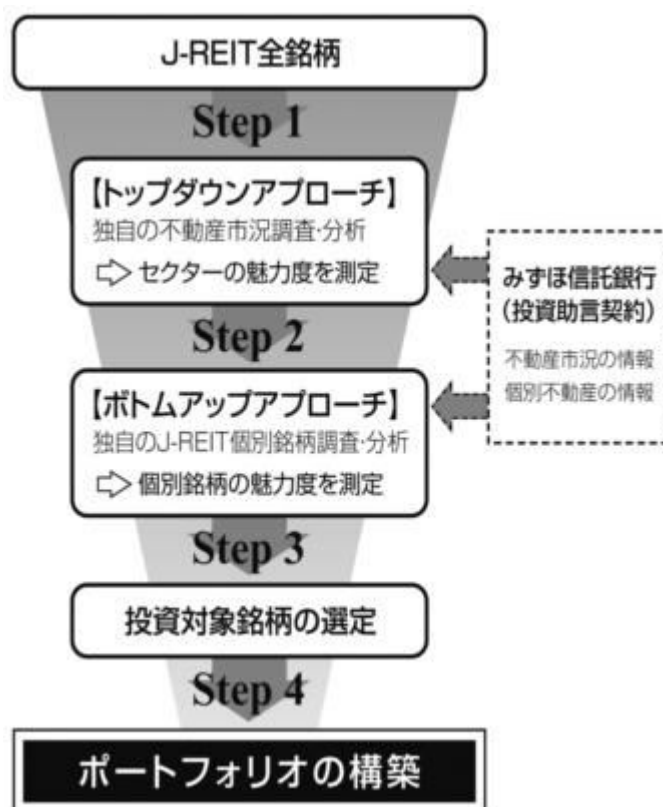 J-REIT全銘柄
Step 1
【トップダウンアプローチ】
独自の不動産市況調査·分析
⇨ セクターの魅力度を測定
みずほ信託銀行
(投資助言契約)
不動産市況の情報
個別不動産の情報
Step 2
【ボトムアップアプローチ】
独自のJ-REIT個別銘柄調査·分析
⇨ 個別銘柄の魅力度を測定
Step 3
投資対象銘柄の選定
Step 4
ポートフォリオの構築